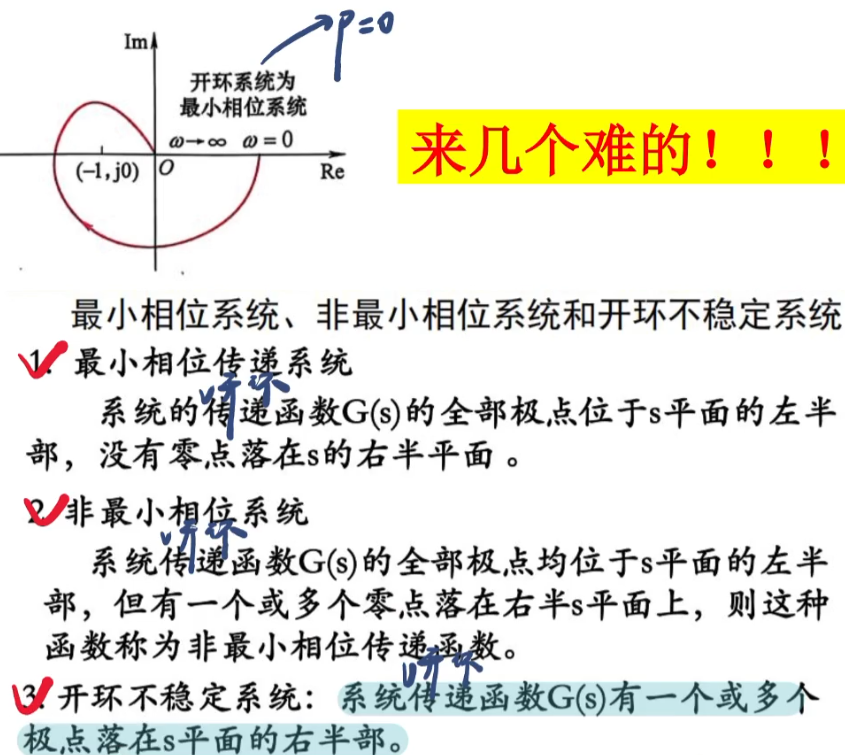 P=0
Im
开环系统为
最小相位系统
ω→∞ ω=0
(-1, j0) O Re
来几个难的！！！
最小相位系统、非最小相位系统和开环不稳定系统
1. 最小相位传递系统
开环
系统的传递函数G(s)的全部极点位于s平面的左半
部，没有零点落在s的右半平面。
2. 非最小相位系统
开环
系统传递函数G(s)的全部极点均位于s平面的左半
部，但有一个或多个零点落在右半s平面上，则这种
函数称为非最小相位传递函数。
开环
3. 开环不稳定系统：系统传递函数G(s)有一个或多个
极点落在s平面的右半部。